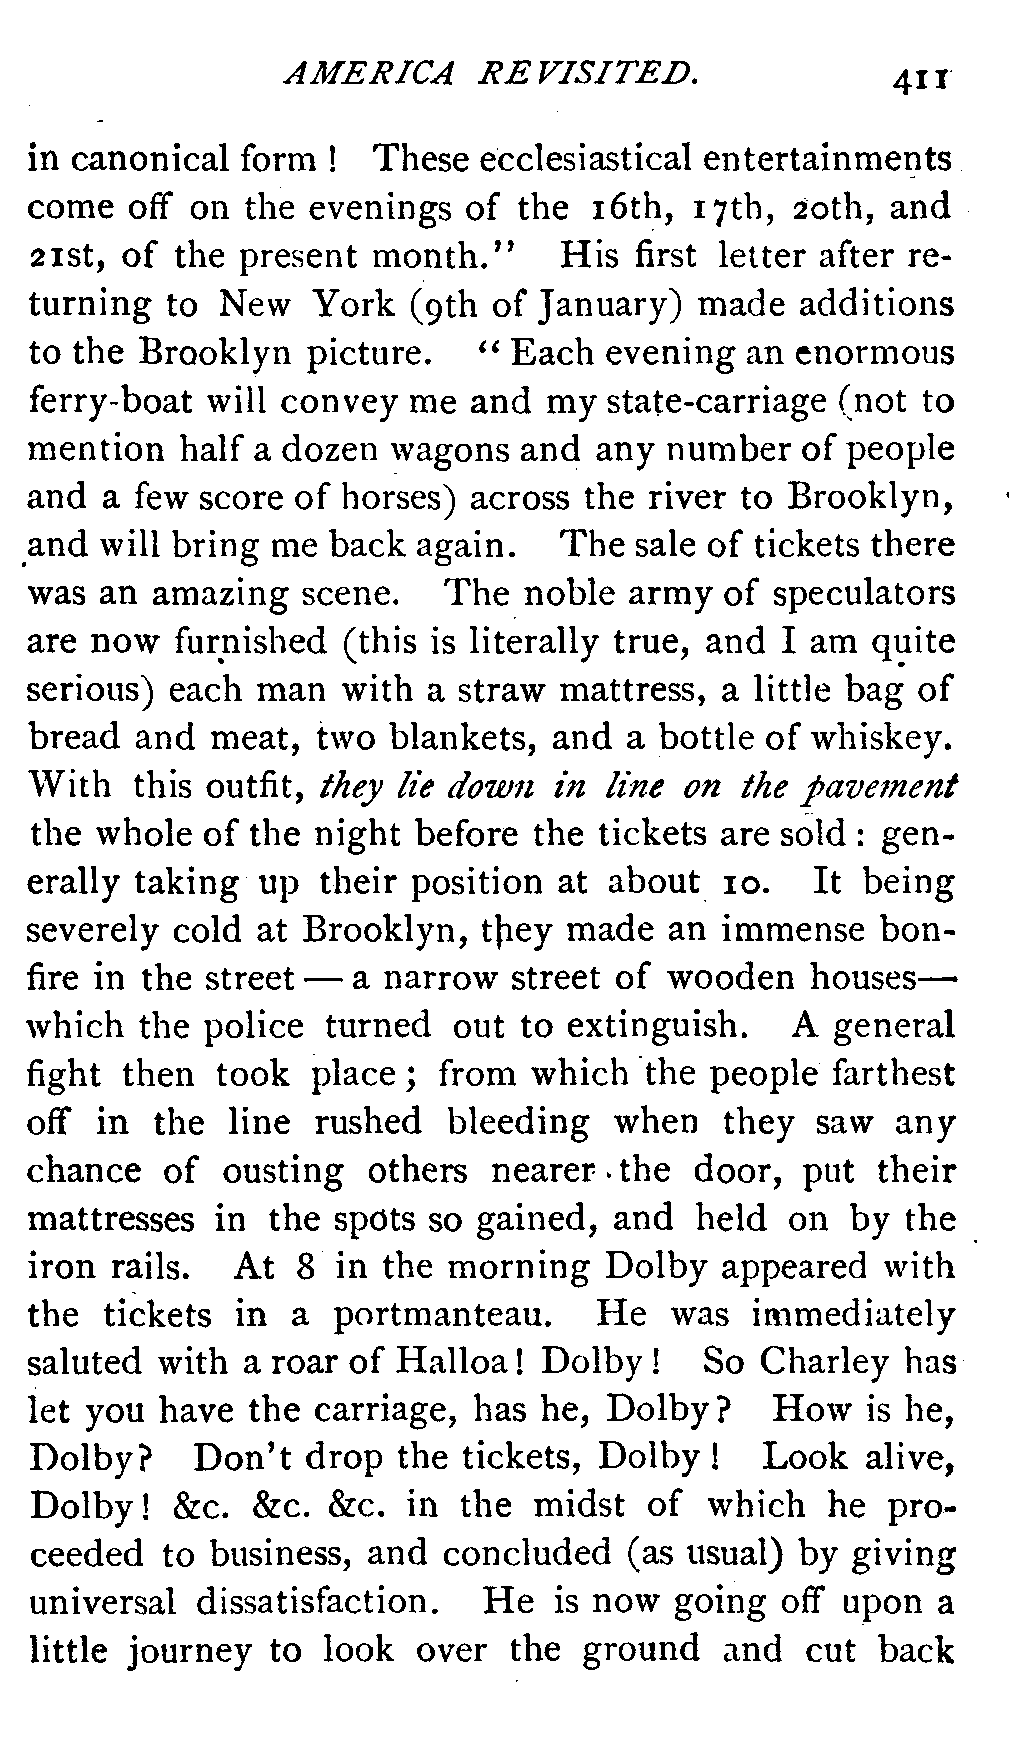 AMERICA REVISITED. 411
in canonical form ! These ecclesiastical entertainments
come off on the evenings of the 16th, 17th, 20th, and
21st, of the present month." His first letter after re-
turning to New York (9th of January) made additions
to the Brooklyn picture. "Each evening an enormous
ferry-boat will convey me and my state-carriage (not to
mention half a dozen wagons and any number of people
and a few score of horses) across the river to Brooklyn,
and will bring me back again. The sale of tickets there
was an amazing scene. The noble army of speculators
are now furnished (this is literally true, and I am quite
serious) each man with a straw mattress, a little bag of
bread and meat, two blankets, and a bottle of whiskey.
With this outfit, they lie down in line on the pavement
the whole of the night before the tickets are sold : gen-
erally taking up their position at about 10. It being
severely cold at Brooklyn, they made an immense bon-
fire in the street — a narrow street of wooden houses—
which the police turned out to extinguish. A general
fight then took place ; from which the people farthest
off in the line rushed bleeding when they saw any
chance of ousting others nearer the door, put their
mattresses in the spots so gained, and held on by the
iron rails. At 8 in the morning Dolby appeared with
the tickets in a portmanteau. He was immediately
saluted with a roar of Halloa! Dolby! So Charley has
let you have the carriage, has he, Dolby? How is he,
Dolby? Don't drop the tickets, Dolby! Look alive,
Dolby! &c. &c. &c. in the midst of which he pro-
ceeded to business, and concluded (as usual) by giving
universal dissatisfaction. He is now going off upon a
little journey to look over the ground and cut back